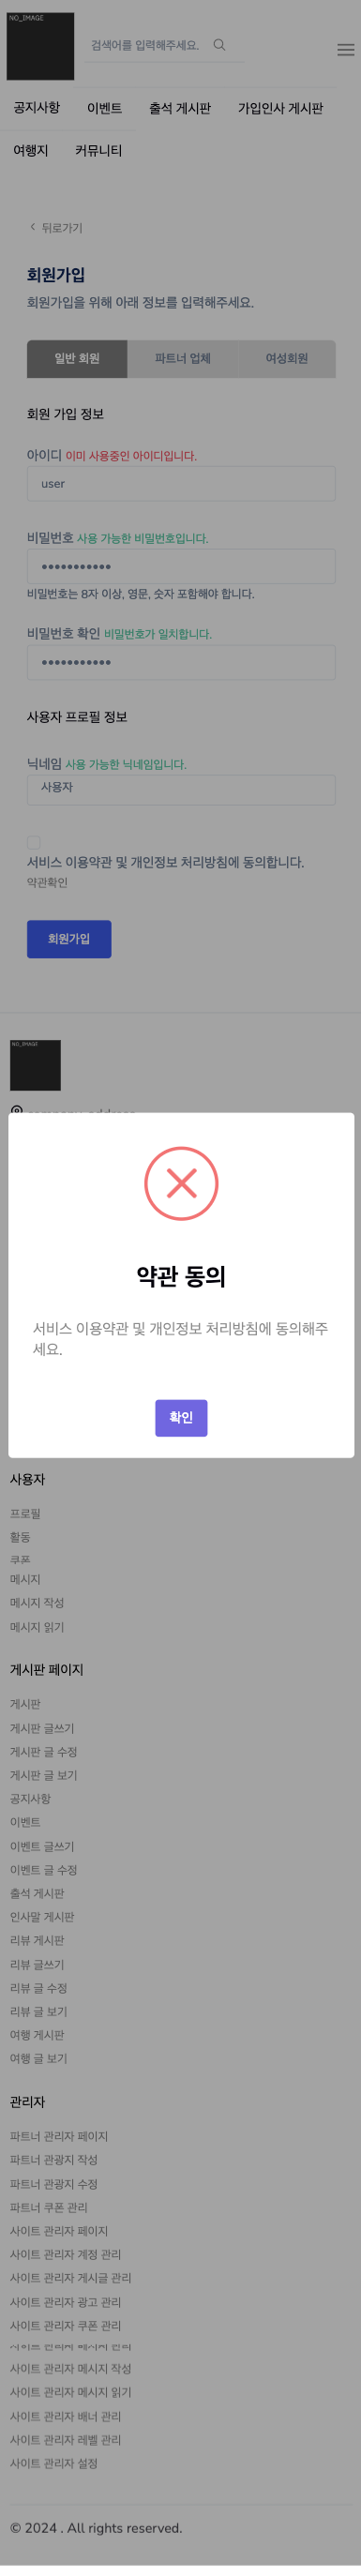 NO_IMAGE
검색어를 입력해주세요.
공지사항 이벤트 출석 게시판 가입인사 게시판
여행지 커뮤니티
뒤로가기
회원가입
회원가입을 위해 아래 정보를 입력해주세요.
일반 회원 파트너 업체 여성회원
회원 가입 정보
아이디 이미 사용중인 아이디입니다.
user
비밀번호 사용 가능한 비밀번호입니다.
•••••••••••
비밀번호는 8자 이상, 영문, 숫자 포함해야 합니다.
비밀번호 확인 비밀번호가 일치합니다.
•••••••••••
사용자 프로필 정보
닉네임 사용 가능한 닉네임입니다.
사용자
서비스 이용약관 및 개인정보 처리방침에 동의합니다.
약관확인
회원가입
NO_IMAGE
약관 동의
서비스 이용약관 및 개인정보 처리방침에 동의해주
세요.
확인
사용자
프로필
활동
쿠폰
메시지
메시지 작성
메시지 읽기
게시판 페이지
게시판
게시판 글쓰기
게시판 글 수정
게시판 글 보기
공지사항
이벤트
이벤트 글쓰기
이벤트 글 수정
출석 게시판
인사말 게시판
리뷰 게시판
리뷰 글쓰기
리뷰 글 수정
리뷰 글 보기
여행 게시판
여행 글 보기
관리자
파트너 관리자 페이지
파트너 관광지 작성
파트너 관광지 수정
파트너 쿠폰 관리
사이트 관리자 페이지
사이트 관리자 계정 관리
사이트 관리자 게시글 관리
사이트 관리자 광고 관리
사이트 관리자 쿠폰 관리
사이트 관리자 메시지 관리
사이트 관리자 메시지 작성
사이트 관리자 메시지 읽기
사이트 관리자 배너 관리
사이트 관리자 레벨 관리
사이트 관리자 설정
© 2024 . All rights reserved.